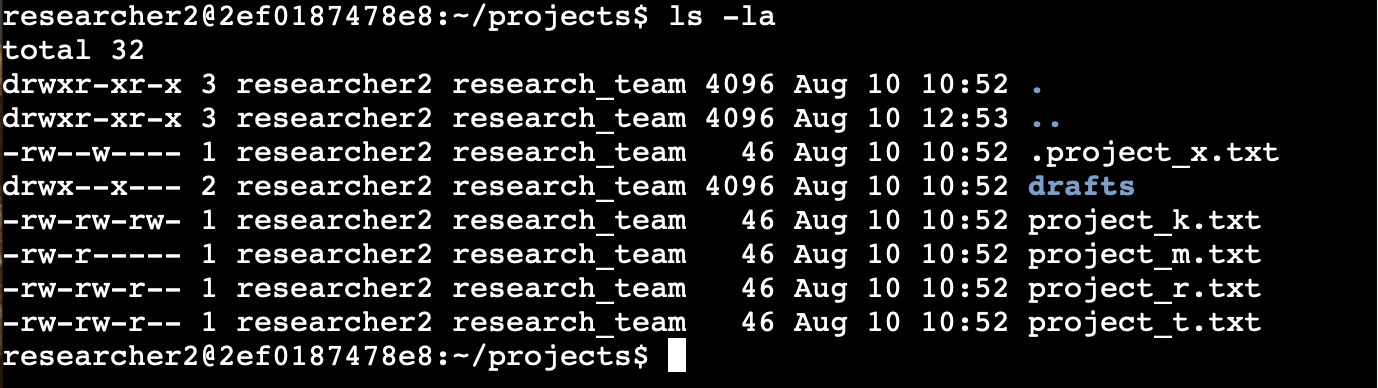 researcher2@2ef0187478e8:~/projects$ ls -la
total 32
drwxr-xr-x 3 researcher2 research_team 4096 Aug 10 10:52 .
drwxr-xr-x 3 researcher2 research_team 4096 Aug 10 12:53 ..
-rw--w---- 1 researcher2 research_team   46 Aug 10 10:52 .project_x.txt
drwx--x--- 2 researcher2 research_team 4096 Aug 10 10:52 drafts
-rw-rw-rw- 1 researcher2 research_team   46 Aug 10 10:52 project_k.txt
-rw-r----- 1 researcher2 research_team   46 Aug 10 10:52 project_m.txt
-rw-rw-r-- 1 researcher2 research_team   46 Aug 10 10:52 project_r.txt
-rw-rw-r-- 1 researcher2 research_team   46 Aug 10 10:52 project_t.txt
researcher2@2ef0187478e8:~/projects$